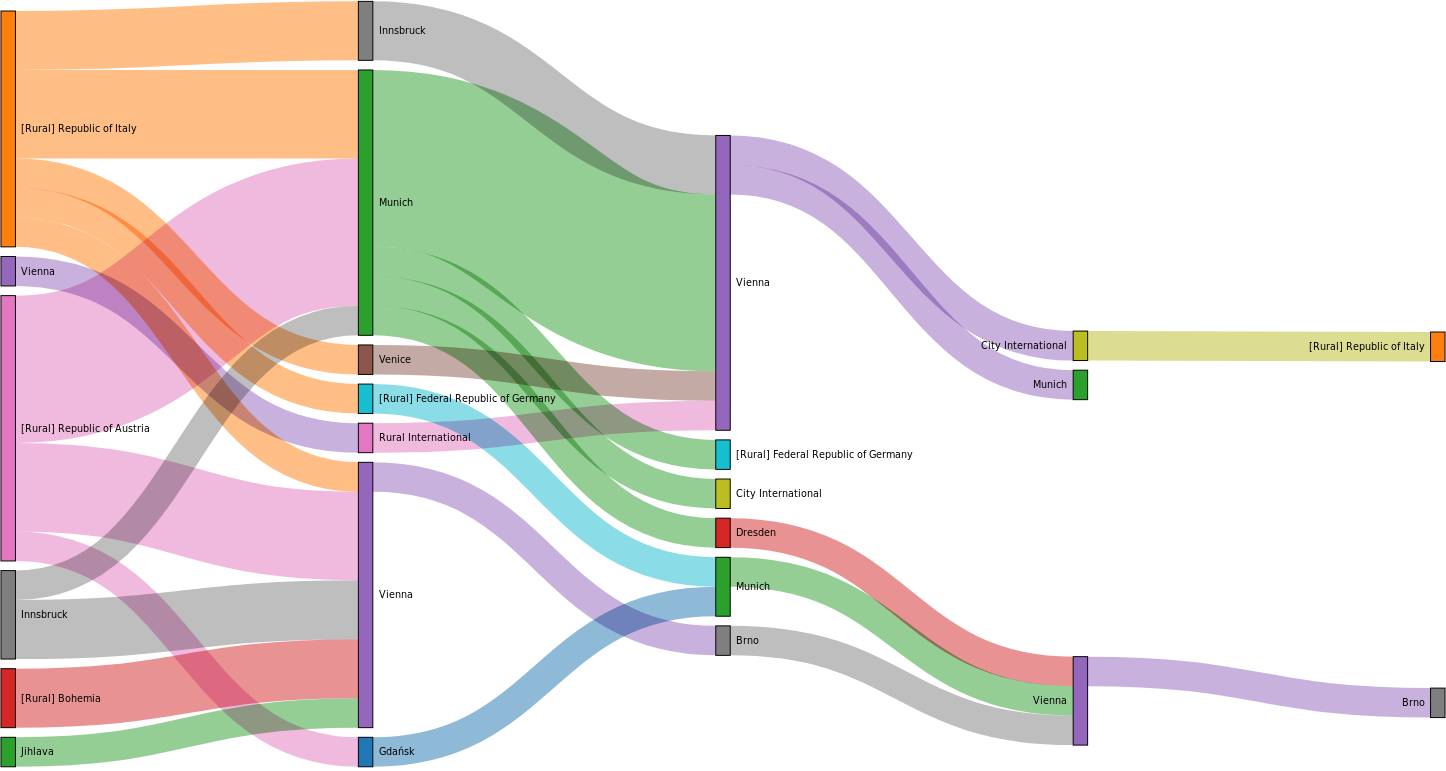 [Rural] Republic of Italy
Vienna
[Rural] Republic of Austria
Innsbruck
[Rural] Bohemia
Jihlava
Innsbruck
Munich
Venice
[Rural] Federal Republic of Germany
Rural International
Vienna
Gdańsk
Vienna
[Rural] Federal Republic of Germany
City International
Dresden
Munich
Brno
City International
Munich
Vienna
[Rural] Republic of Italy
Brno